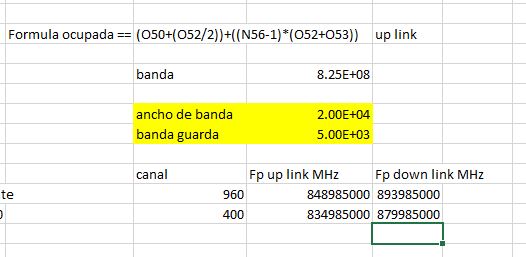 Formula ocupada == (O50+(O52/2))+((N56-1)*(O52+O53)) up link
banda 8.25E+08
ancho de banda 2.00E+04
banda guarda 5.00E+03
canal Fp up link MHz Fp down link MHz
te 960 848985000 893985000
400 834985000 879985000